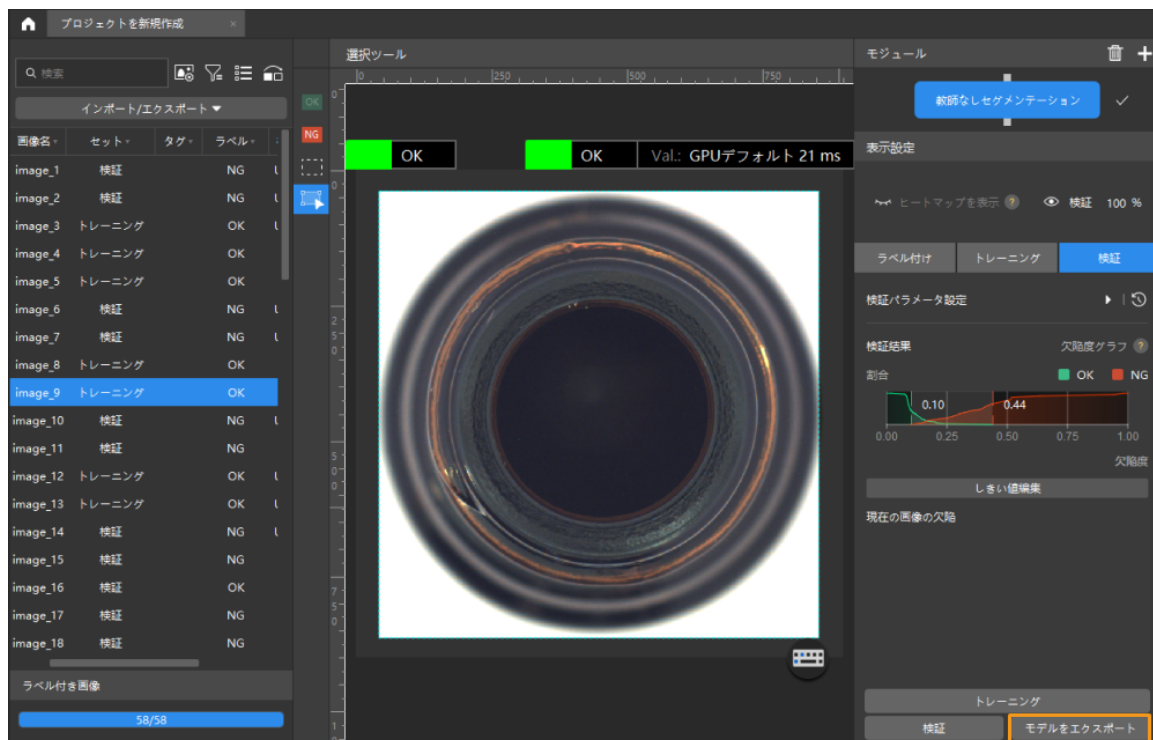 プロジェクトを新規作成 ×
検索
インポート/エクスポート ▼
画像名 セット タグ ラベル
image_1 検証 NG
image_2 検証 NG
image_3 トレーニング OK
image_4 トレーニング OK
image_5 トレーニング OK
image_6 検証 NG
image_7 検証 NG
image_8 トレーニング OK
image_9 トレーニング OK
image_10 検証 NG
image_11 検証 NG
image_12 トレーニング OK
image_13 トレーニング OK
image_14 検証 NG
image_15 検証 NG
image_16 検証 OK
image_17 検証 NG
image_18 検証 NG
ラベル付き画像
58/58
OK
NG
選択ツール
0 250 500 750
0
0
250
500
750
1
OK
OK Val.: GPUデフォルト 21 ms
モジュール
教師なしセグメンテーション
表示設定
ヒートマップを表示 ? 検証 100 %
ラベル付け トレーニング 検証
検証パラメータ設定
検証結果 欠陥度グラフ ?
割合 OK NG
0.10 0.44
0.00 0.25 0.50 0.75 1.00
欠陥度
しきい値編集
現在の画像の欠陥
トレーニング
検証 モデルをエクスポート